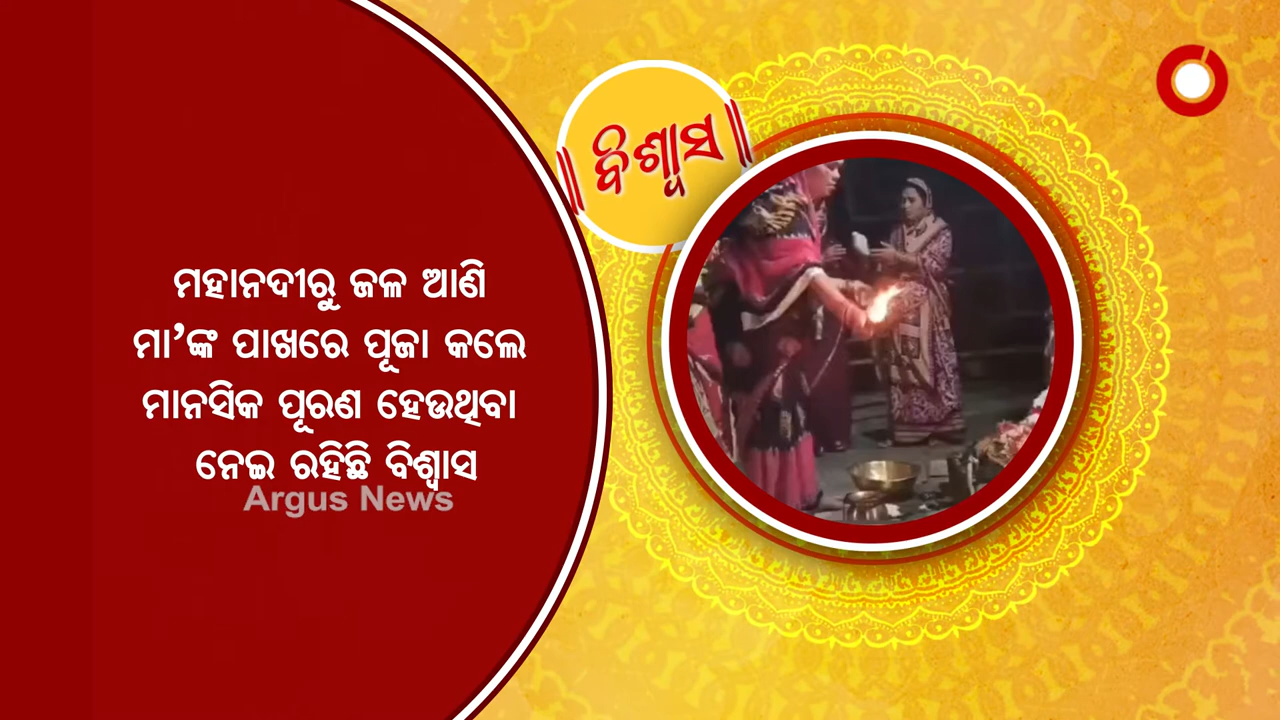 ମହାନଦୀରୁ ଜଳ ଆଣି
ମା’ଙ୍କ ପାଖରେ ପୂଜା କଲେ
ମାନସିକ ପୂରଣ ହେଉଥିବା
ନେଇ ରହିଛି ବିଶ୍ୱାସ
Argus News
॥ ବିଶ୍ୱାସ ॥